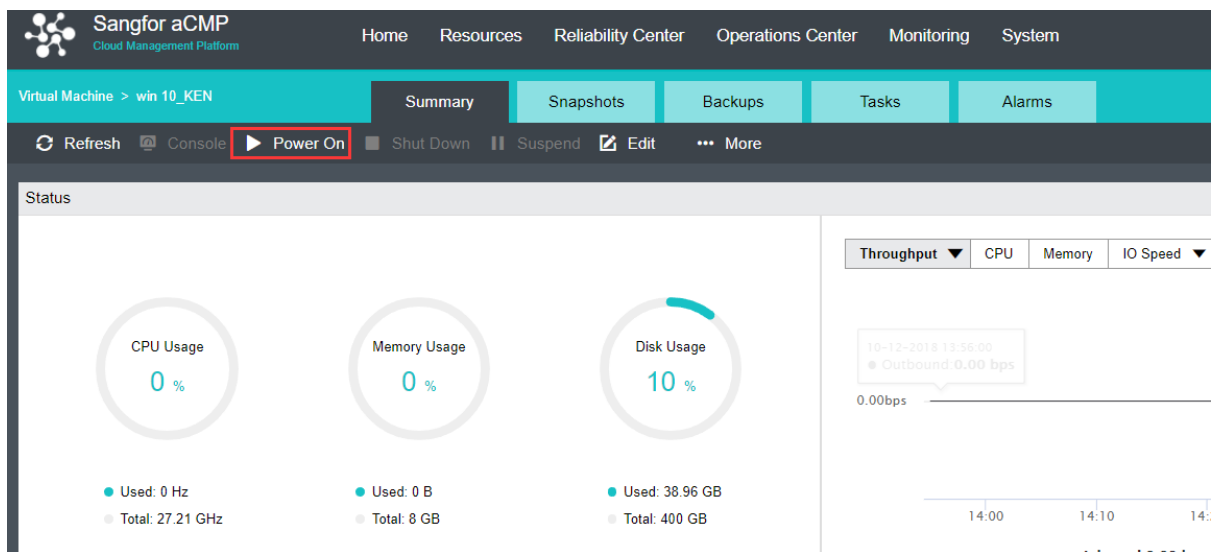 Sangfor aCMP
Cloud Management Platform
Home Resources Reliability Center Operations Center Monitoring System
Virtual Machine > win 10_KEN
Summary Snapshots Backups Tasks Alarms
Refresh Console Power On Shut Down Suspend Edit ••• More
Status
Throughput ▼ CPU Memory IO Speed ▼
CPU Usage
0 %
Memory Usage
0 %
Disk Usage
10 %
10-12-2018 13:56:00
Outbound:0.00 bps
0.00bps
Used: 0 Hz
Total: 27.21 GHz
Used: 0 B
Total: 8 GB
Used: 38.96 GB
Total: 400 GB
14:00 14:10